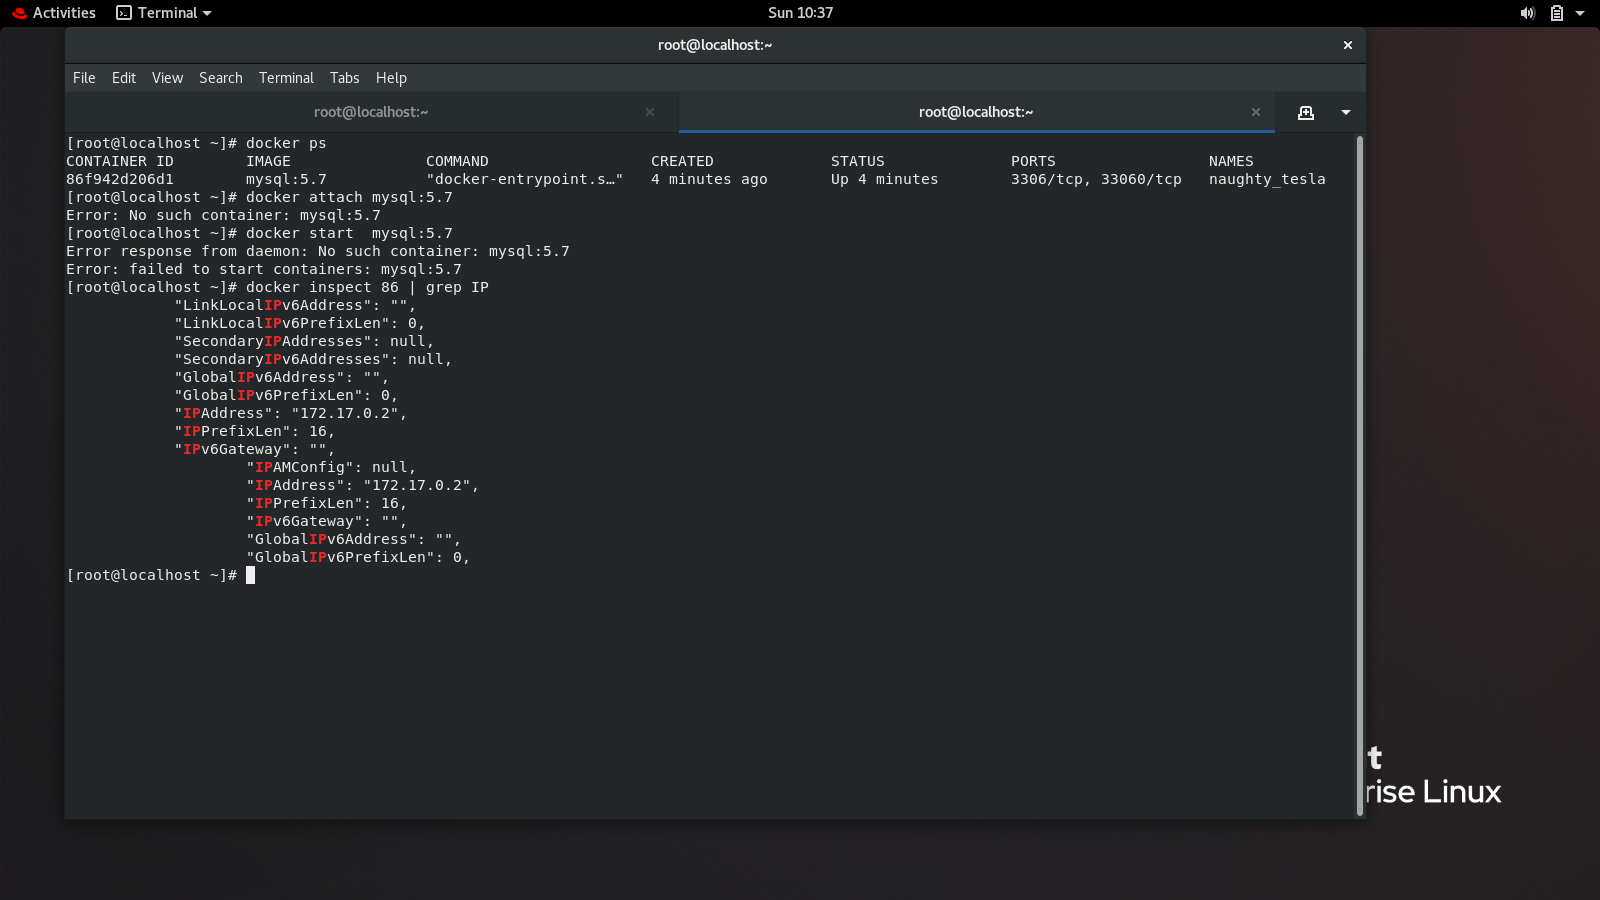 Activities Terminal Sun 10:37
root@localhost:~
File Edit View Search Terminal Tabs Help
root@localhost:~ root@localhost:~
[root@localhost ~]# docker ps
CONTAINER ID        IMAGE               COMMAND                  CREATED             STATUS              PORTS                 NAMES
86f942d206d1        mysql:5.7           "docker-entrypoint.s…"   4 minutes ago       Up 4 minutes        3306/tcp, 33060/tcp   naughty_tesla
[root@localhost ~]# docker attach mysql:5.7
Error: No such container: mysql:5.7
[root@localhost ~]# docker start  mysql:5.7
Error response from daemon: No such container: mysql:5.7
Error: failed to start containers: mysql:5.7
[root@localhost ~]# docker inspect 86 | grep IP
            "LinkLocalIPv6Address": "",
            "LinkLocalIPv6PrefixLen": 0,
            "SecondaryIPAddresses": null,
            "SecondaryIPv6Addresses": null,
            "GlobalIPv6Address": "",
            "GlobalIPv6PrefixLen": 0,
            "IPAddress": "172.17.0.2",
            "IPPrefixLen": 16,
            "IPv6Gateway": "",
                    "IPAMConfig": null,
                    "IPAddress": "172.17.0.2",
                    "IPPrefixLen": 16,
                    "IPv6Gateway": "",
                    "GlobalIPv6Address": "",
                    "GlobalIPv6PrefixLen": 0,
[root@localhost ~]#
t
rise Linux